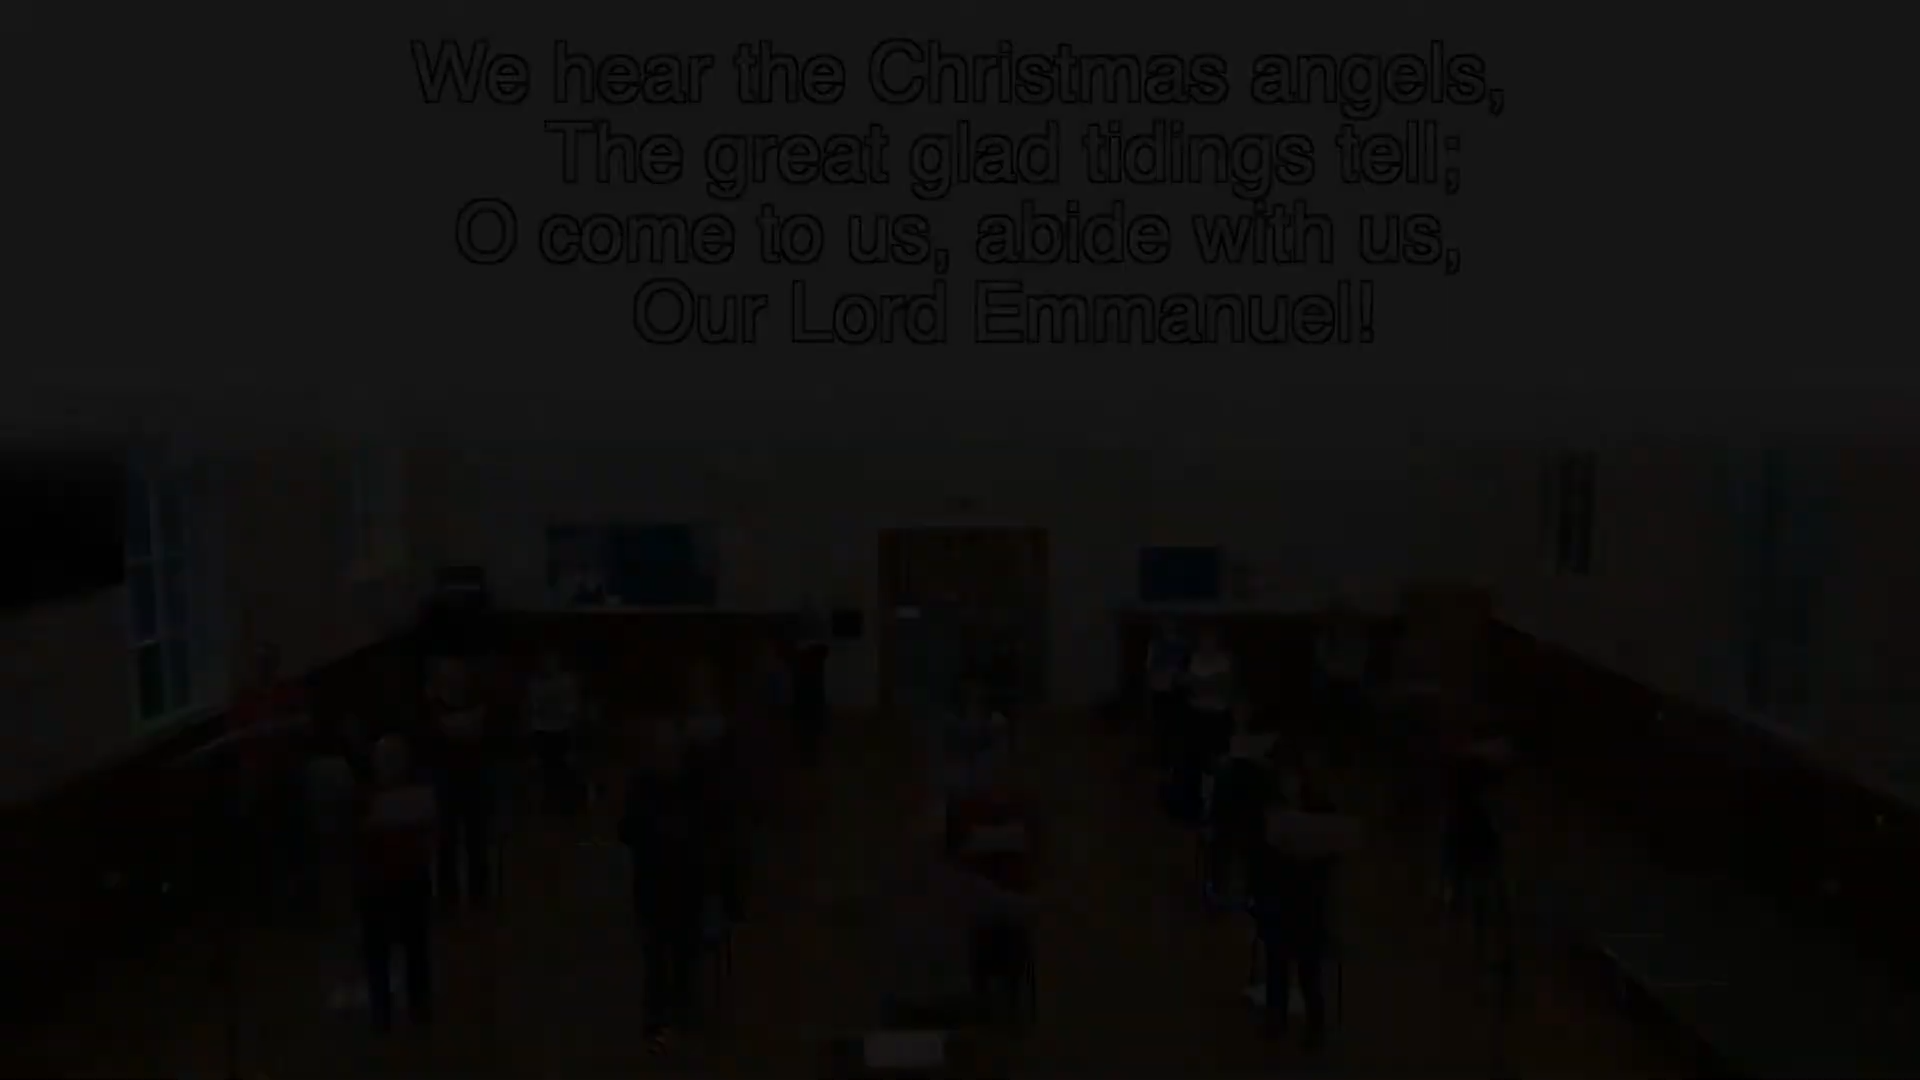 We hear the Christmas angels,
The great glad tidings tell;
O come to us, abide with us,
Our Lord Emmanuel!